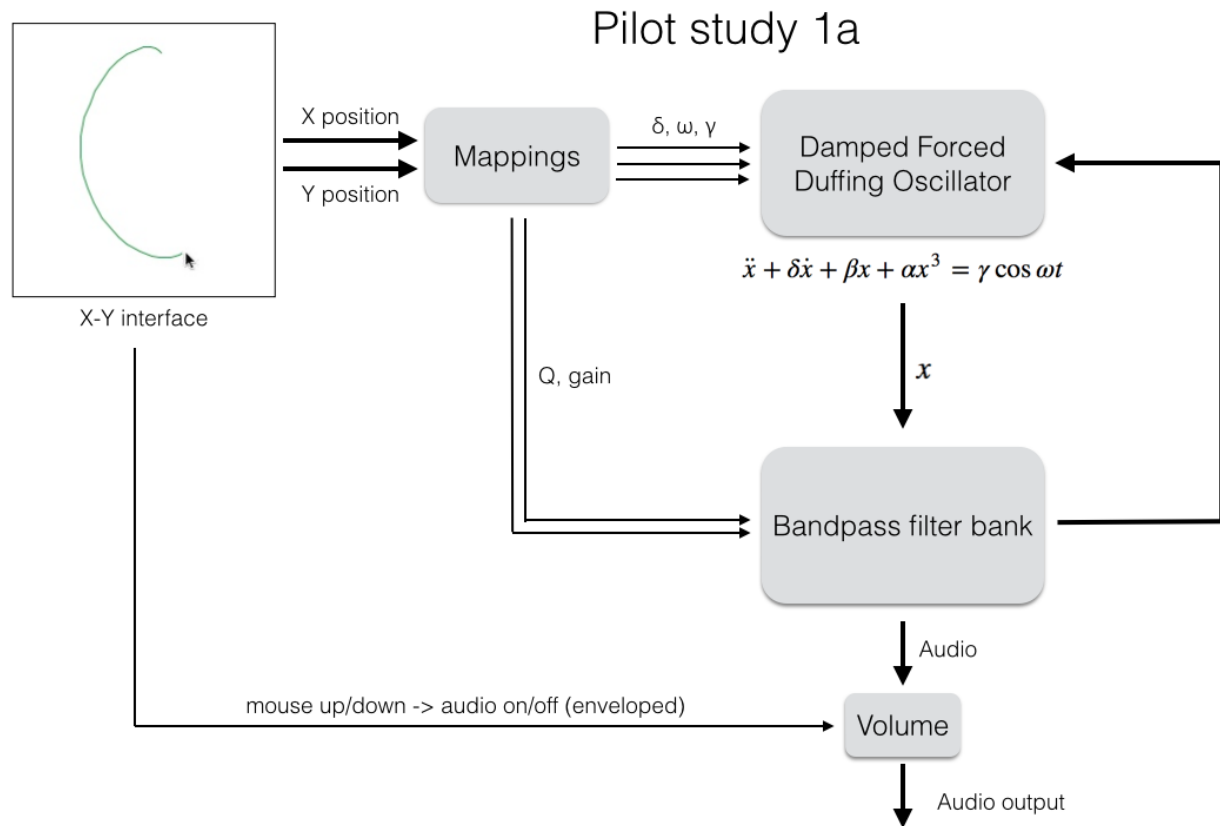 Pilot study 1a
X position
Y position
Mappings
δ, ω, γ
Damped Forced
Duffing Oscillator
ẍ + δẋ + βx + αx³ = γ cos ωt
X-Y interface
x
Q, gain
Bandpass filter bank
Audio
mouse up/down -> audio on/off (enveloped)
Volume
Audio output